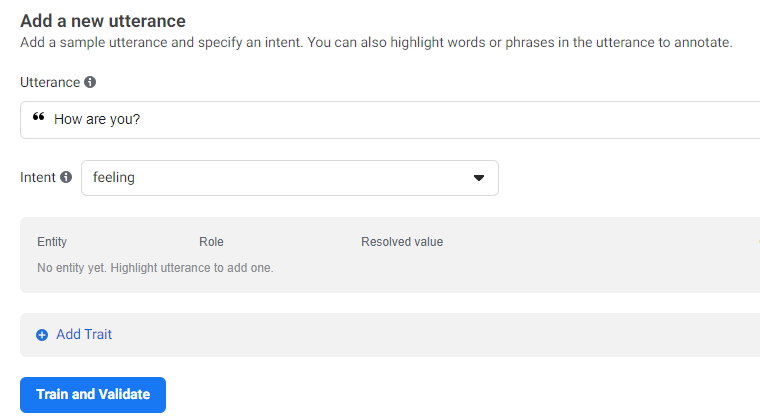 Add a new utterance
Add a sample utterance and specify an intent. You can also highlight words or phrases in the utterance to annotate.
Utterance
“ How are you?
Intent feeling
Entity Role Resolved value
No entity yet. Highlight utterance to add one.
Add Trait
Train and Validate